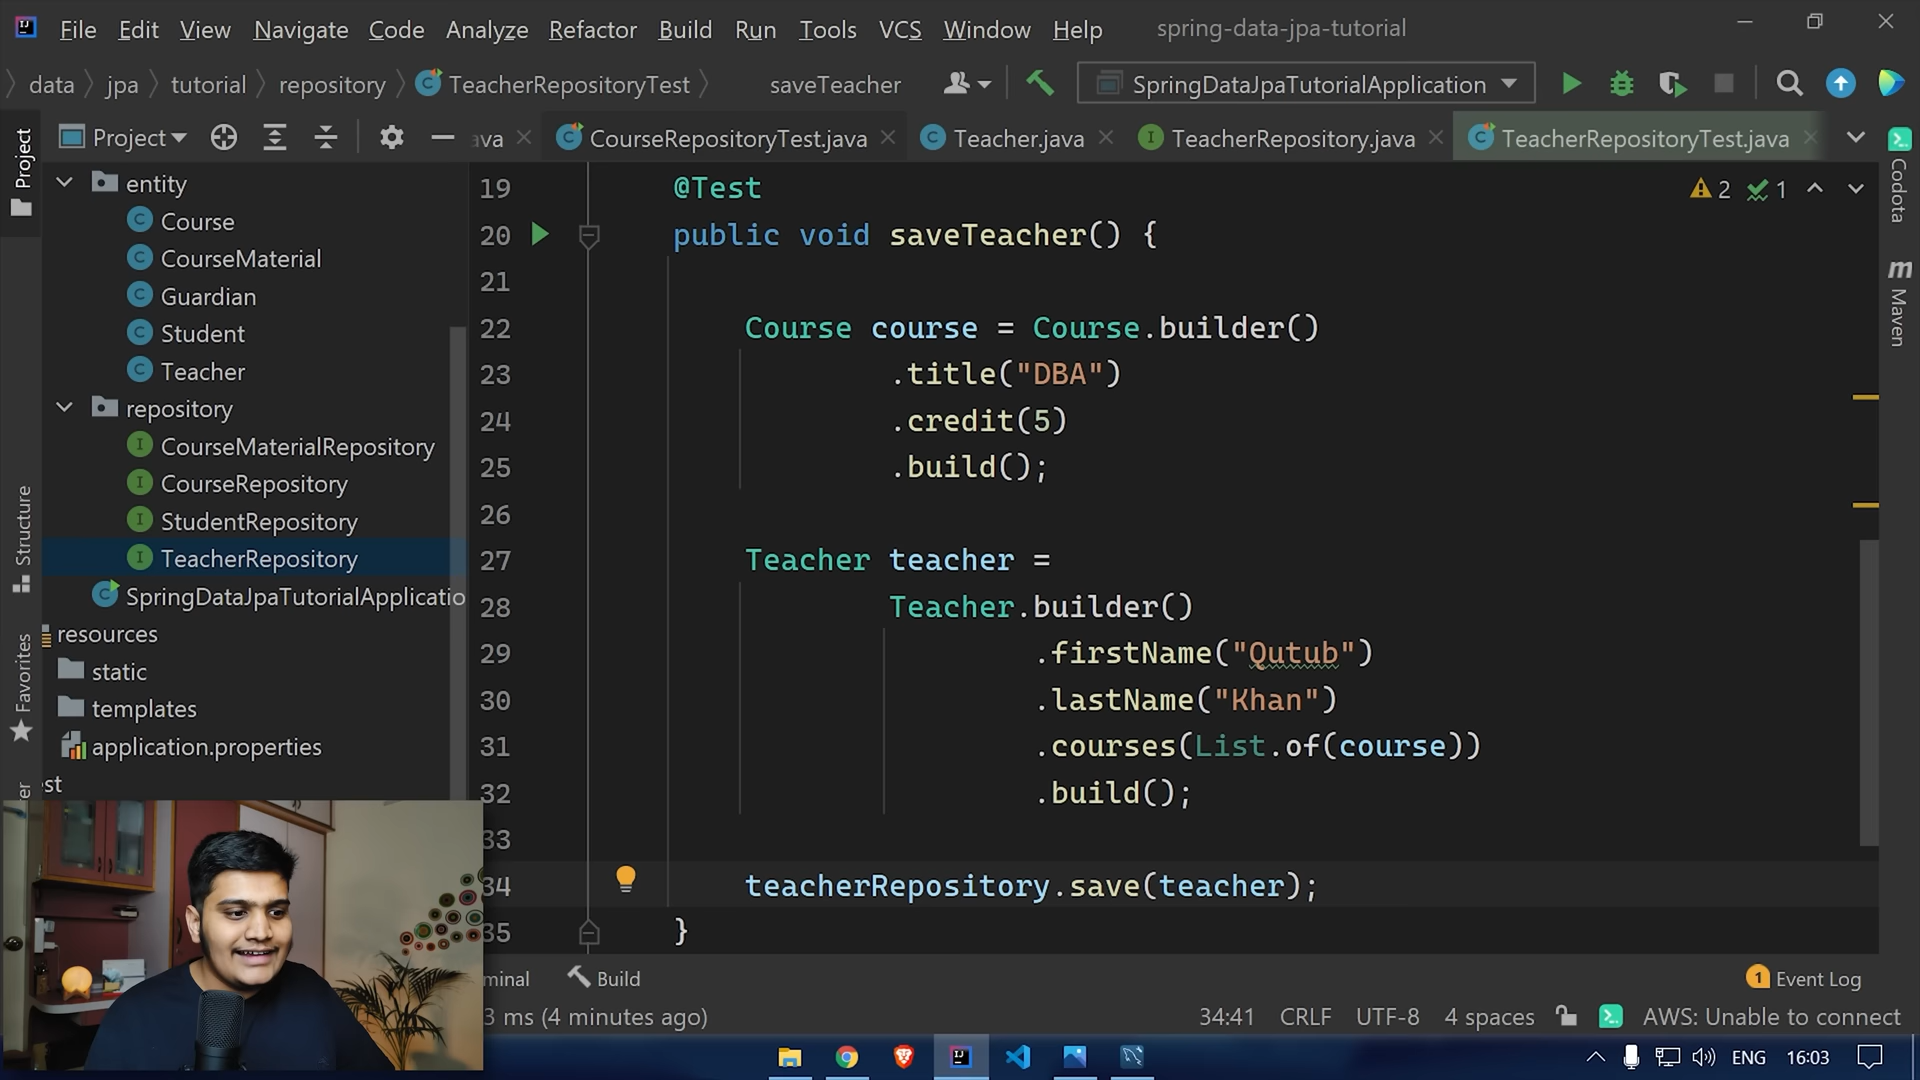 File Edit View Navigate Code Analyze Refactor Build Run Tools VCS Window Help spring-data-jpa-tutorial
data jpa tutorial repository TeacherRepositoryTest saveTeacher SpringDataJpaTutorialApplication
Project ava CourseRepositoryTest.java Teacher.java TeacherRepository.java TeacherRepositoryTest.java
Project
Structure
Favorites
Codota
Maven
entity
Course
CourseMaterial
Guardian
Student
Teacher
repository
CourseMaterialRepository
CourseRepository
StudentRepository
TeacherRepository
SpringDataJpaTutorialApplicatio
resources
static
templates
application.properties
est
2 1
19 @Test
20 public void saveTeacher() {
21
22 Course course = Course.builder()
23 .title("DBA")
24 .credit(5)
25 .build();
26
27 Teacher teacher =
28 Teacher.builder()
29 .firstName("Qutub")
30 .lastName("Khan")
31 .courses(List.of(course))
32 .build();
33
34 teacherRepository.save(teacher);
35 }
minal Build 1 Event Log
3 ms (4 minutes ago) 34:41 CRLF UTF-8 4 spaces AWS: Unable to connect
ENG 16:03